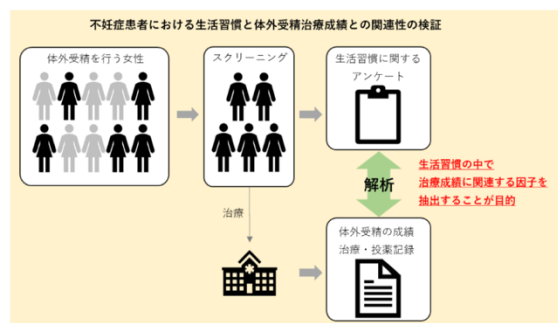 不妊症患者における生活習慣と体外受精治療成績との関連性の検証
体外受精を行う女性
スクリーニング
生活習慣に関する
アンケート
解析
生活習慣の中で
治療成績に関連する因子を
抽出することが目的
治療
体外受精の成績
治療・投薬記録